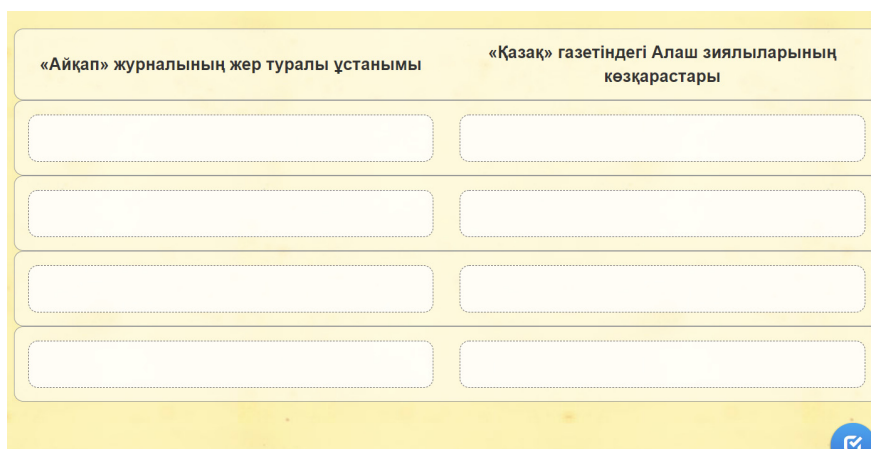 «Айқап» журналының жер туралы ұстанымы
«Қазақ» газетіндегі Алаш зиялыларының
көзқарастары